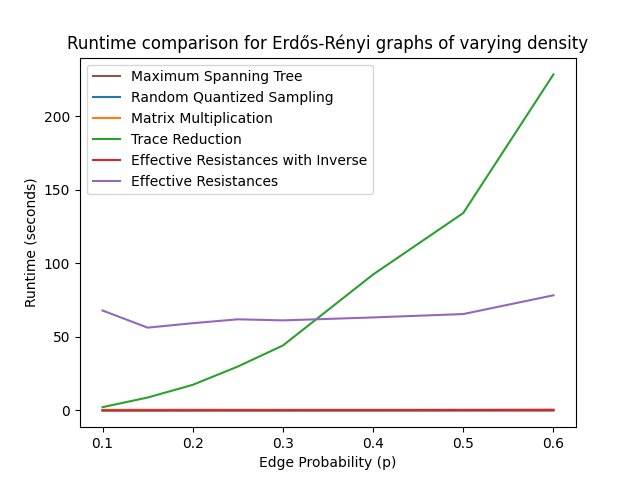 Runtime comparison for Erdős-Rényi graphs of varying density
Maximum Spanning Tree
Random Quantized Sampling
Matrix Multiplication
Trace Reduction
Effective Resistances with Inverse
Effective Resistances
200
150
100
50
0
Runtime (seconds)
0.1 0.2 0.3 0.4 0.5 0.6
Edge Probability (p)